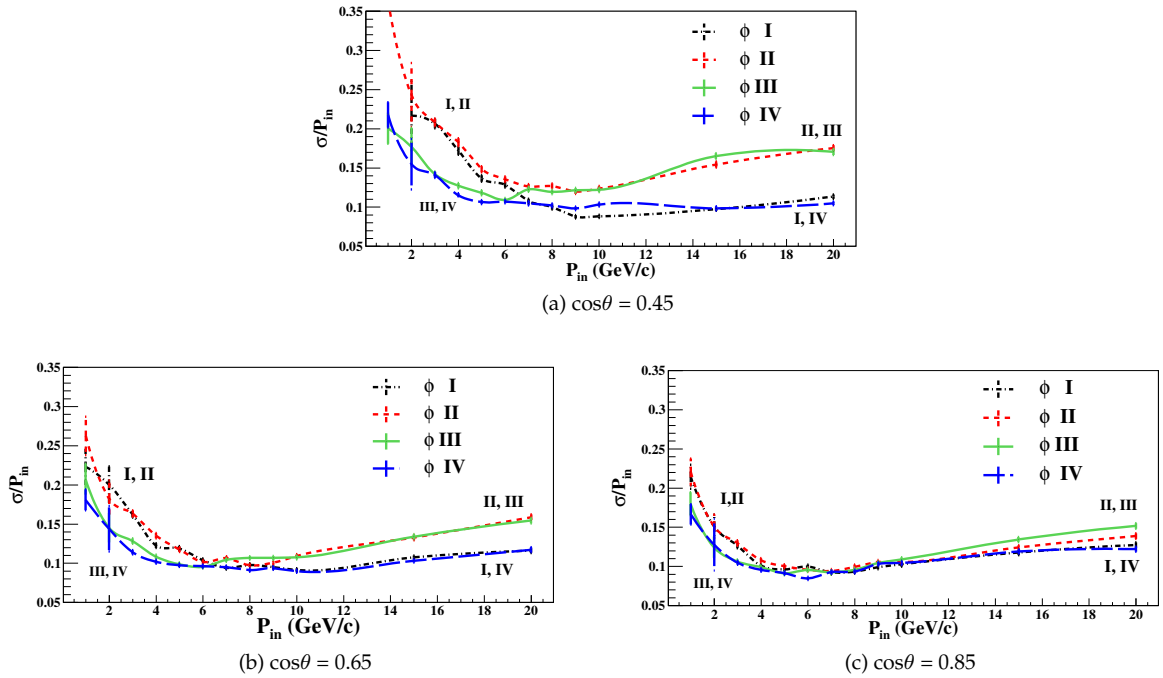 0.35
0.3
0.25
0.2
0.15
0.1
0.05
σ/P_in
ϕ I
ϕ II
ϕ III
ϕ IV
I, II
II, III
III, IV
I, IV
2 4 6 8 10 12 14 16 18 20
P_in (GeV/c)
(a) cosθ = 0.45
0.35
0.3
0.25
0.2
0.15
0.1
0.05
σ/P_in
ϕ I
ϕ II
ϕ III
ϕ IV
I, II
II, III
III, IV
I, IV
2 4 6 8 10 12 14 16 18 20
P_in (GeV/c)
(b) cosθ = 0.65
0.35
0.3
0.25
0.2
0.15
0.1
0.05
σ/P_in
ϕ I
ϕ II
ϕ III
ϕ IV
I,II
II, III
III, IV
I, IV
2 4 6 8 10 12 14 16 18 20
P_in (GeV/c)
(c) cosθ = 0.85